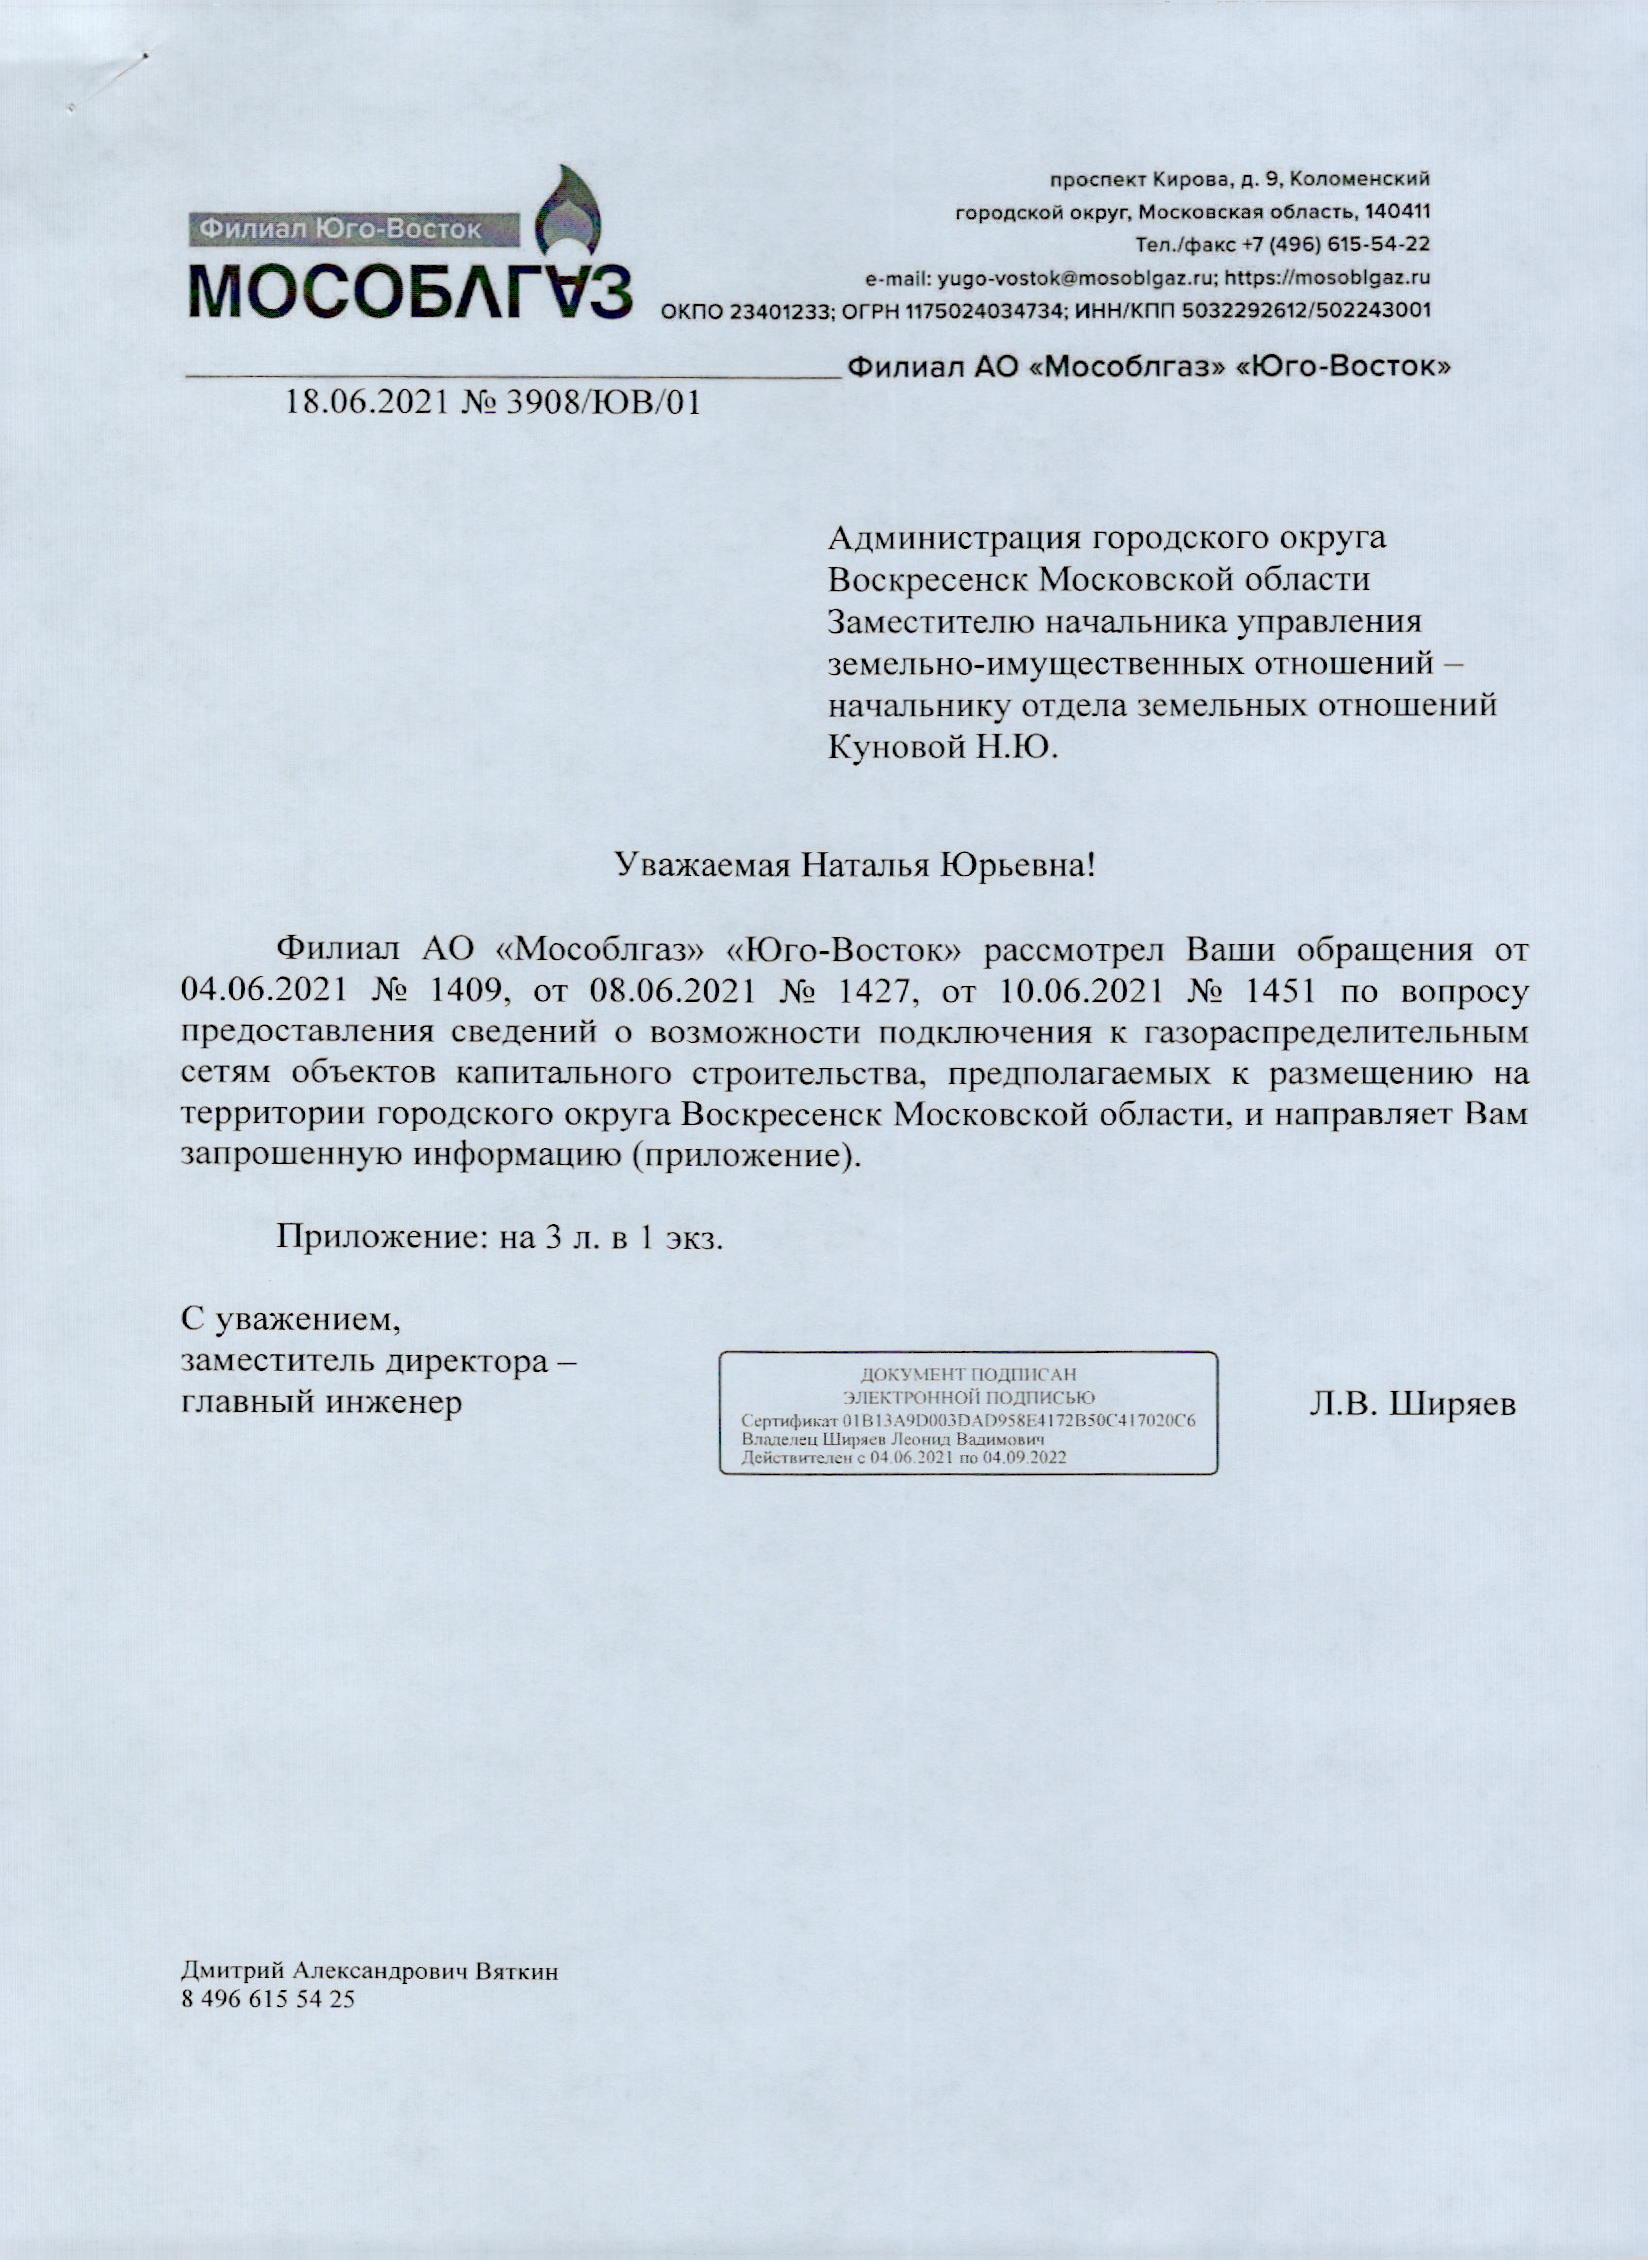 Филиал Юго-Восток
МОСОБЛГАЗ
проспект Кирова, д. 9, Коломенский
городской округ, Московская область, 140411
Тел./факс +7 (496) 615-54-22
e-mail: yugo-vostok@mosoblgaz.ru; https://mosoblgaz.ru
ОКПО 23401233; ОГРН 1175024034734; ИНН/КПП 5032292612/502243001
Филиал АО «Мособлгаз» «Юго-Восток»
18.06.2021 № 3908/ЮВ/01
Администрация городского округа
Воскресенск Московской области
Заместителю начальника управления
земельно-имущественных отношений –
начальнику отдела земельных отношений
Куновой Н.Ю.
Уважаемая Наталья Юрьевна!
Филиал АО «Мособлгаз» «Юго-Восток» рассмотрел Ваши обращения от
04.06.2021 № 1409, от 08.06.2021 № 1427, от 10.06.2021 № 1451 по вопросу
предоставления сведений о возможности подключения к газораспределительным
сетям объектов капитального строительства, предполагаемых к размещению на
территории городского округа Воскресенск Московской области, и направляет Вам
запрошенную информацию (приложение).
Приложение: на 3 л. в 1 экз.
С уважением,
заместитель директора –
главный инженер
ДОКУМЕНТ ПОДПИСАН
ЭЛЕКТРОННОЙ ПОДПИСЬЮ
Сертификат 01B13A9D003DAD958E4172B50C417020C6
Владелец Ширяев Леонид Вадимович
Действителен с 04.06.2021 по 04.09.2022
Л.В. Ширяев
Дмитрий Александрович Вяткин
8 496 615 54 25